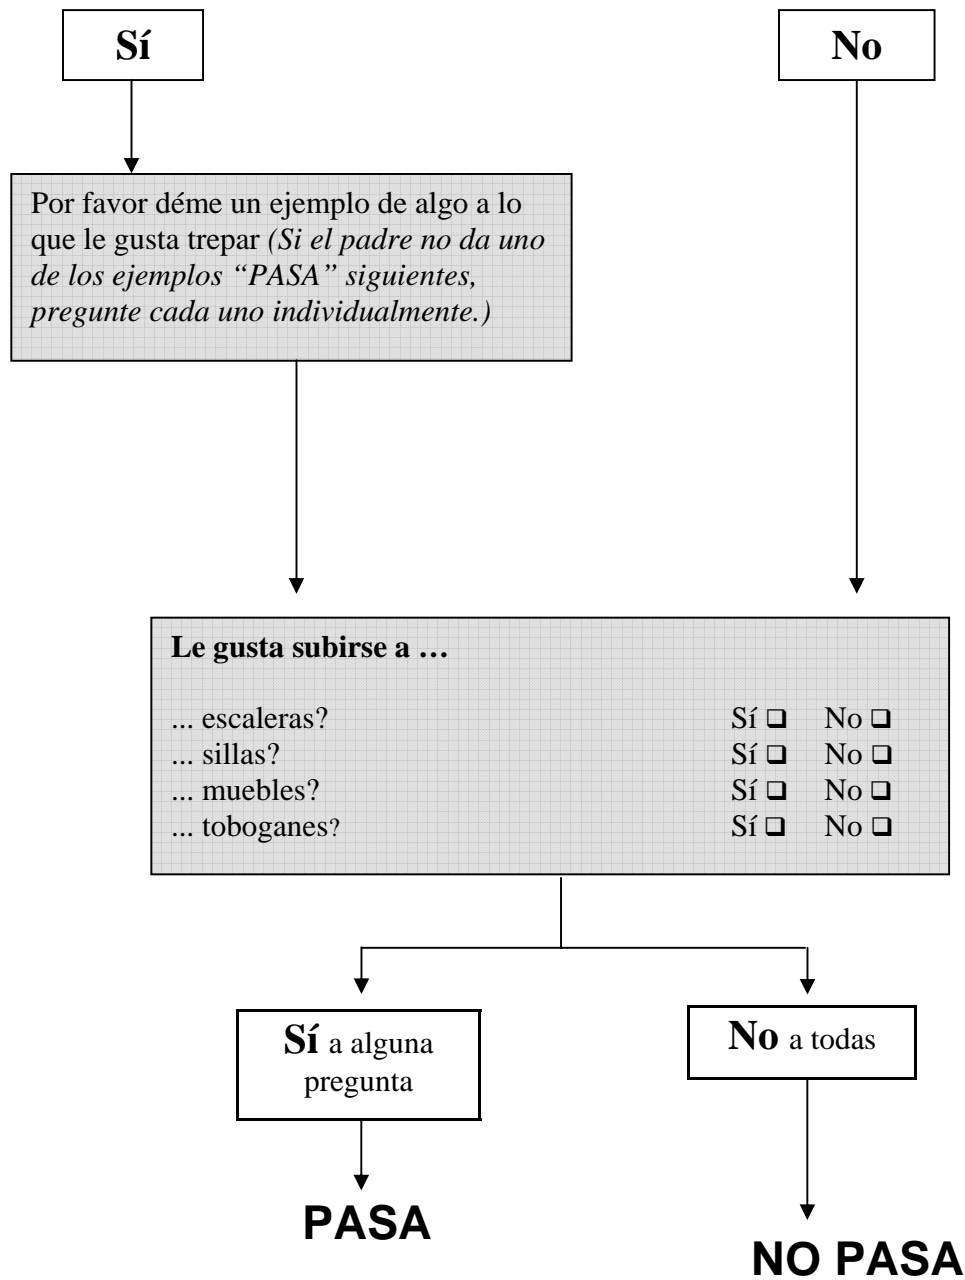 Sí
No
Por favor déme un ejemplo de algo a lo
que le gusta trepar (Si el padre no da uno
de los ejemplos “PASA” siguientes,
pregunte cada uno individualmente.)
Le gusta subirse a …
... escaleras? Sí ❑ No ❑
... sillas? Sí ❑ No ❑
... muebles? Sí ❑ No ❑
... toboganes? Sí ❑ No ❑
Sí a alguna
pregunta
No a todas
PASA
NO PASA